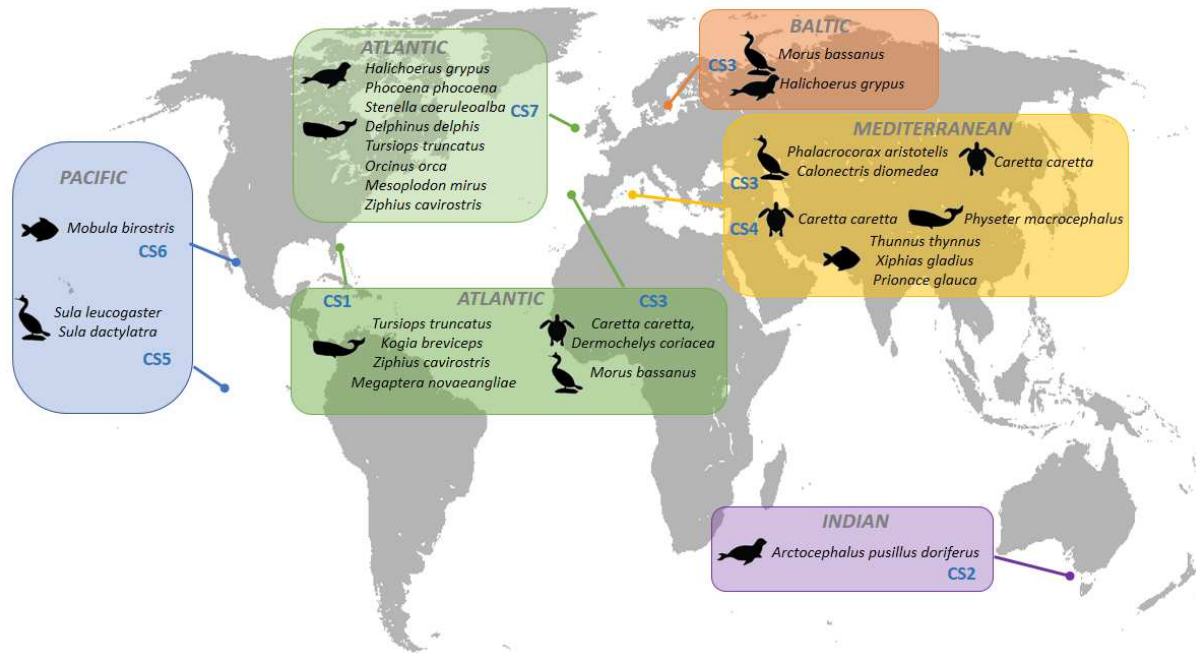 ATLANTIC
Halichoerus grypus
Phocoena phocoena
Stenella coeruleoalba
CS7
Delphinus delphis
Tursiops truncatus
Orcinus orca
Mesoplodon mirus
Ziphius cavirostris
BALTIC
Morus bassanus
CS3
Halichoerus grypus
MEDITERRANEAN
Phalacrocorax aristotelis
Calonectris diomedea
Caretta caretta
CS3
Caretta caretta
Physeter macrocephalus
CS4
Thunnus thynnus
Xiphias gladius
Prionace glauca
PACIFIC
Mobula birostris
CS6
Sula leucogaster
Sula dactylatra
CS5
CS1
ATLANTIC
CS3
Tursiops truncatus
Kogia breviceps
Ziphius cavirostris
Megaptera novaeangliae
Caretta caretta,
Dermochelys coriacea
Morus bassanus
INDIAN
Arctocephalus pusillus doriferus
CS2